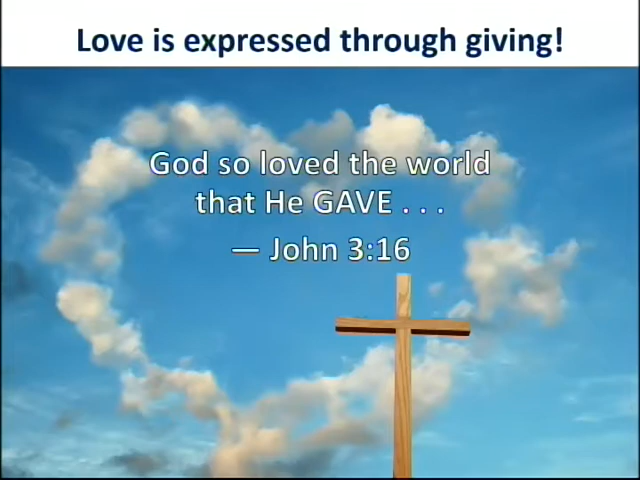 Love is expressed through giving!
God so loved the world
that He GAVE . . .
— John 3:16